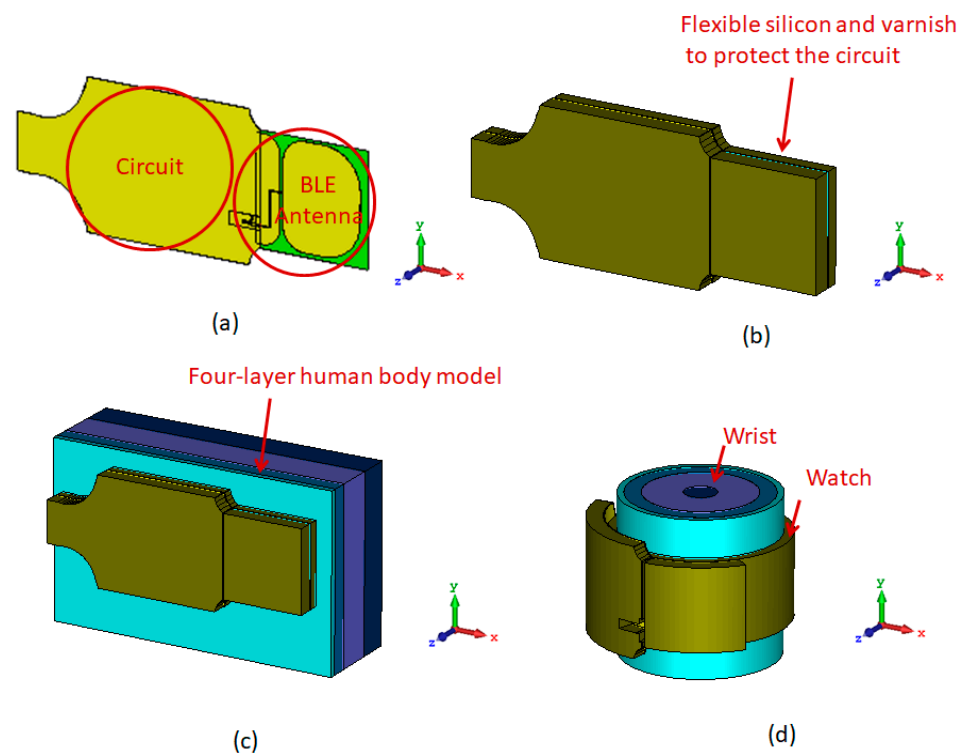 Flexible silicon and varnish
to protect the circuit
Circuit
BLE
Antenna
y
x
z
y
x
z
(a)
(b)
Four-layer human body model
Wrist
Watch
y
x
z
y
x
z
(c)
(d)